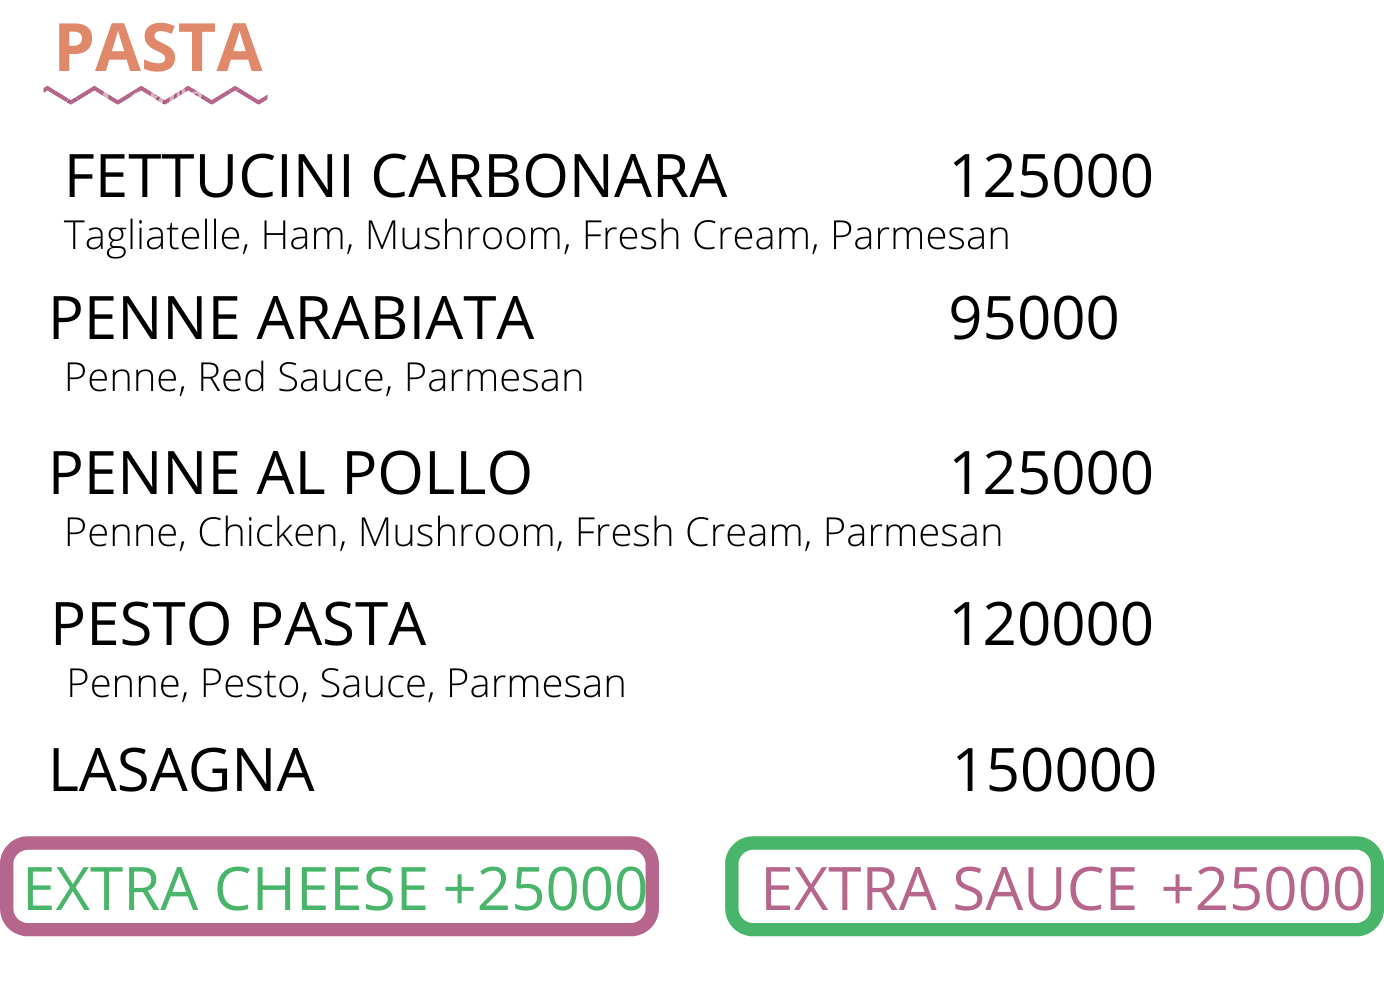 PASTA
FETTUCINI CARBONARA 125000
Tagliatelle, Ham, Mushroom, Fresh Cream, Parmesan
PENNE ARABIATA 95000
Penne, Red Sauce, Parmesan
PENNE AL POLLO 125000
Penne, Chicken, Mushroom, Fresh Cream, Parmesan
PESTO PASTA 120000
Penne, Pesto, Sauce, Parmesan
LASAGNA 150000
EXTRA CHEESE +25000 EXTRA SAUCE +25000